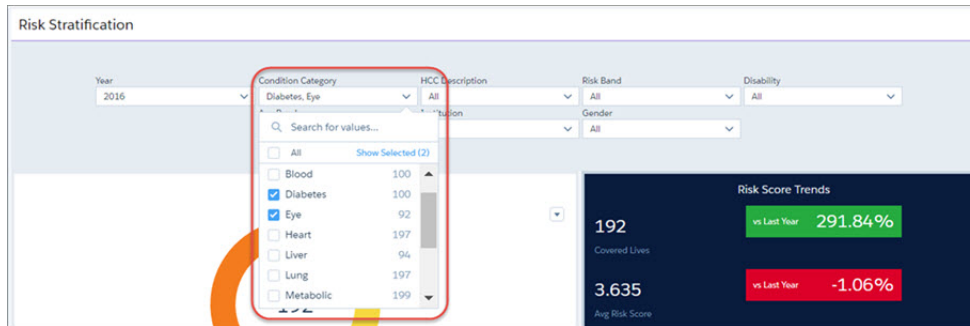 Risk Stratification
Year
Condition Category
HCC Description
Risk Band
Disability
2016
Diabetes, Eye
All
All
All
Institution
Gender
All
Search for values...
All
Show Selected (2)
Blood 100
Diabetes 100
Eye 92
Heart 197
Liver 94
Lung 197
Metabolic 199
192
Risk Score Trends
192
vs Last Year 291.84%
Covered Lives
3.635
vs Last Year -1.06%
Avg Risk Score